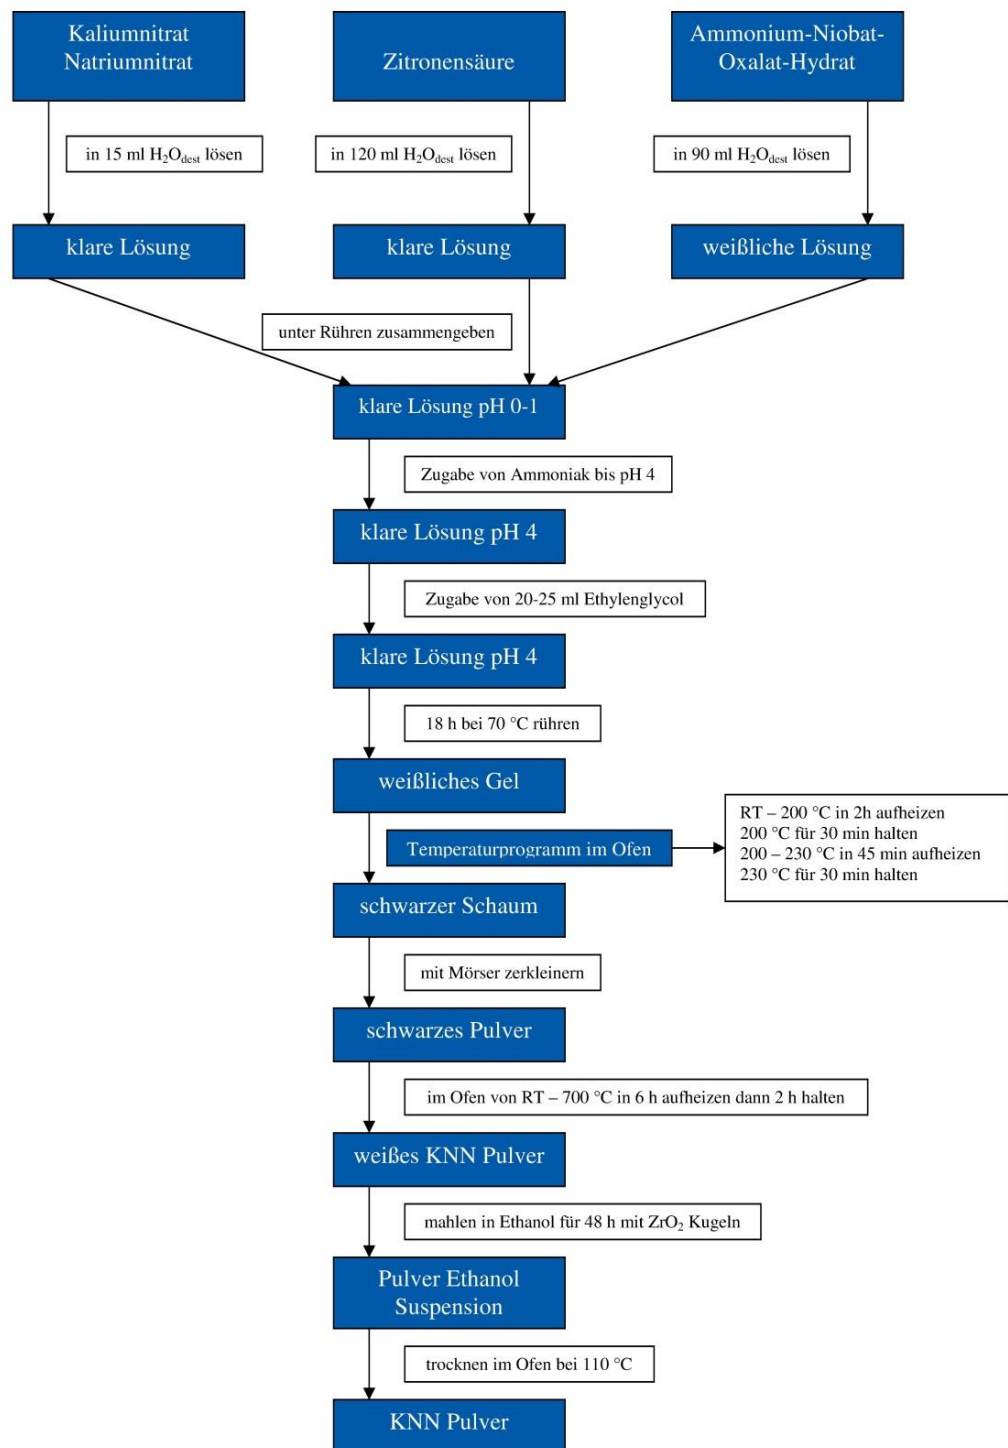 Kaliumnitrat
Natriumnitrat
Zitronensäure
Ammonium-Niobat-
Oxalat-Hydrat
in 15 ml H₂O_dest lösen
in 120 ml H₂O_dest lösen
in 90 ml H₂O_dest lösen
klare Lösung
klare Lösung
weißliche Lösung
unter Rühren zusammengeben
klare Lösung pH 0-1
Zugabe von Ammoniak bis pH 4
klare Lösung pH 4
Zugabe von 20-25 ml Ethylenglycol
klare Lösung pH 4
18 h bei 70 °C rühren
weißliches Gel
Temperaturprogramm im Ofen
RT – 200 °C in 2h aufheizen
200 °C für 30 min halten
200 – 230 °C in 45 min aufheizen
230 °C für 30 min halten
schwarzer Schaum
mit Mörser zerkleinern
schwarzes Pulver
im Ofen von RT – 700 °C in 6 h aufheizen dann 2 h halten
weißes KNN Pulver
mahlen in Ethanol für 48 h mit ZrO₂ Kugeln
Pulver Ethanol
Suspension
trocknen im Ofen bei 110 °C
KNN Pulver